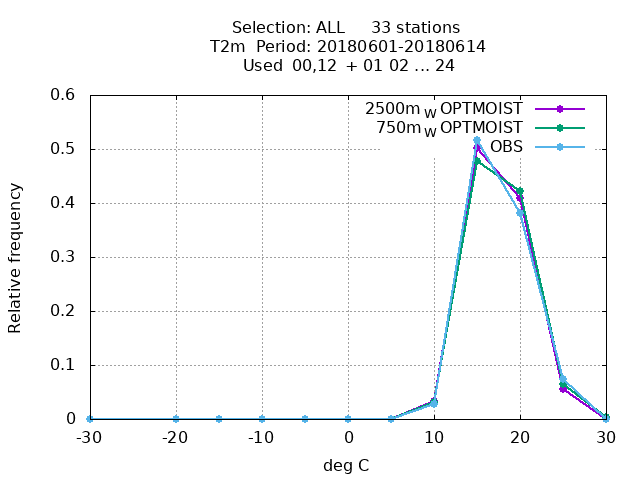 Selection: ALL 33 stations
T2m Period: 20180601-20180614
Used 00,12 + 01 02 ... 24
2500m W OPTMOIST
750m W OPTMOIST
OBS
0.6
0.5
0.4
0.3
0.2
0.1
0
Relative frequency
-30 -20 -10 0 10 20 30
deg C